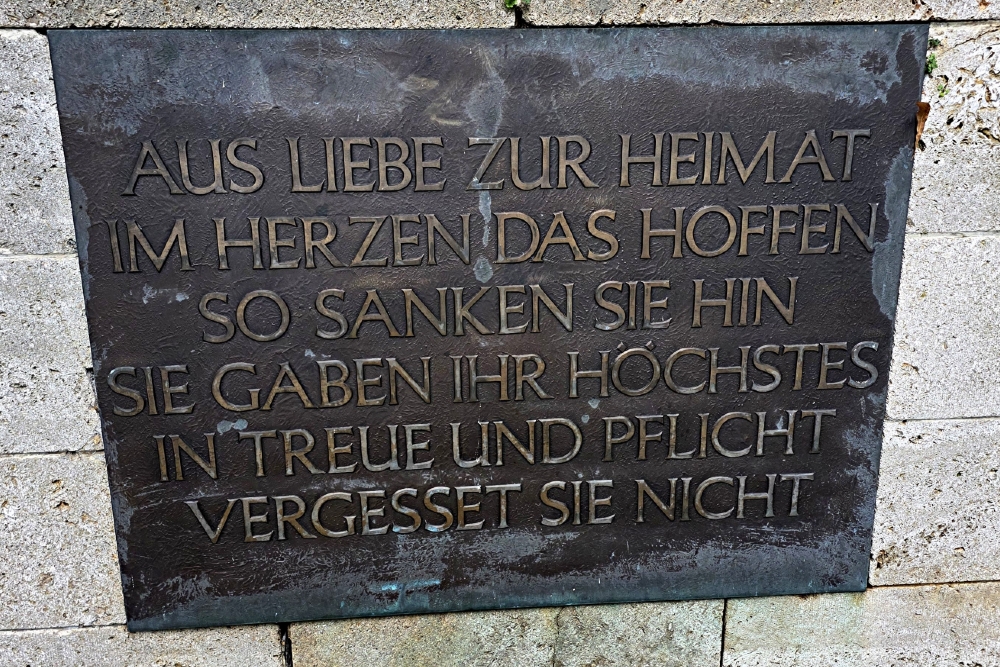 AUS LIEBE ZUR HEIMAT
IM HERZEN DAS HOFFEN
SO SANKEN SIE HIN
SIE GABEN IHR HÖCHSTES
IN TREUE UND PFLICHT
VERGESSET SIE NICHT